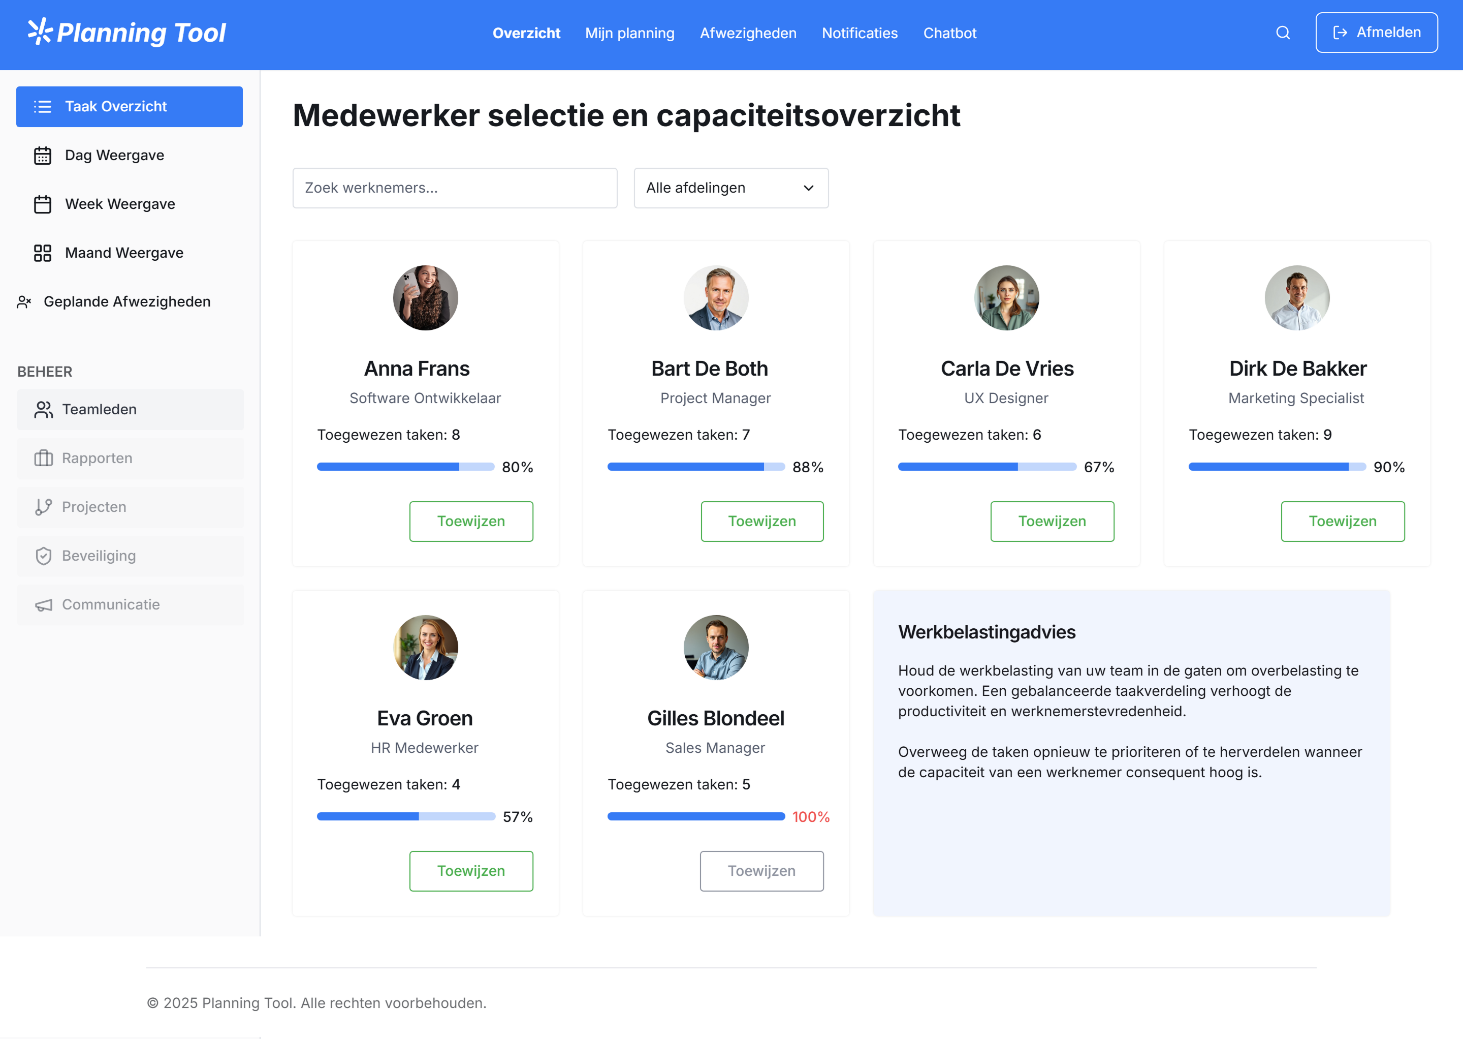 Planning Tool
Overzicht Mijn planning Afwezigheden Notificaties Chatbot
Afmelden
Taak Overzicht
Dag Weergave
Week Weergave
Maand Weergave
Geplande Afwezigheden
BEHEER
Teamleden
Rapporten
Projecten
Beveiliging
Communicatie
Medewerker selectie en capaciteitsoverzicht
Zoek werknemers...
Alle afdelingen
Anna Frans
Software Ontwikkelaar
Toegewezen taken: 8
80%
Toewijzen
Bart De Both
Project Manager
Toegewezen taken: 7
88%
Toewijzen
Carla De Vries
UX Designer
Toegewezen taken: 6
67%
Toewijzen
Dirk De Bakker
Marketing Specialist
Toegewezen taken: 9
90%
Toewijzen
Eva Groen
HR Medewerker
Toegewezen taken: 4
57%
Toewijzen
Gilles Blondeel
Sales Manager
Toegewezen taken: 5
100%
Toewijzen
Werkbelastingadvies
Houd de werkbelasting van uw team in de gaten om overbelasting te
voorkomen. Een gebalanceerde taakverdeling verhoogt de
productiviteit en werknemerstevredenheid.
Overweeg de taken opnieuw te prioriteren of te herverdelen wanneer
de capaciteit van een werknemer consequent hoog is.
© 2025 Planning Tool. Alle rechten voorbehouden.